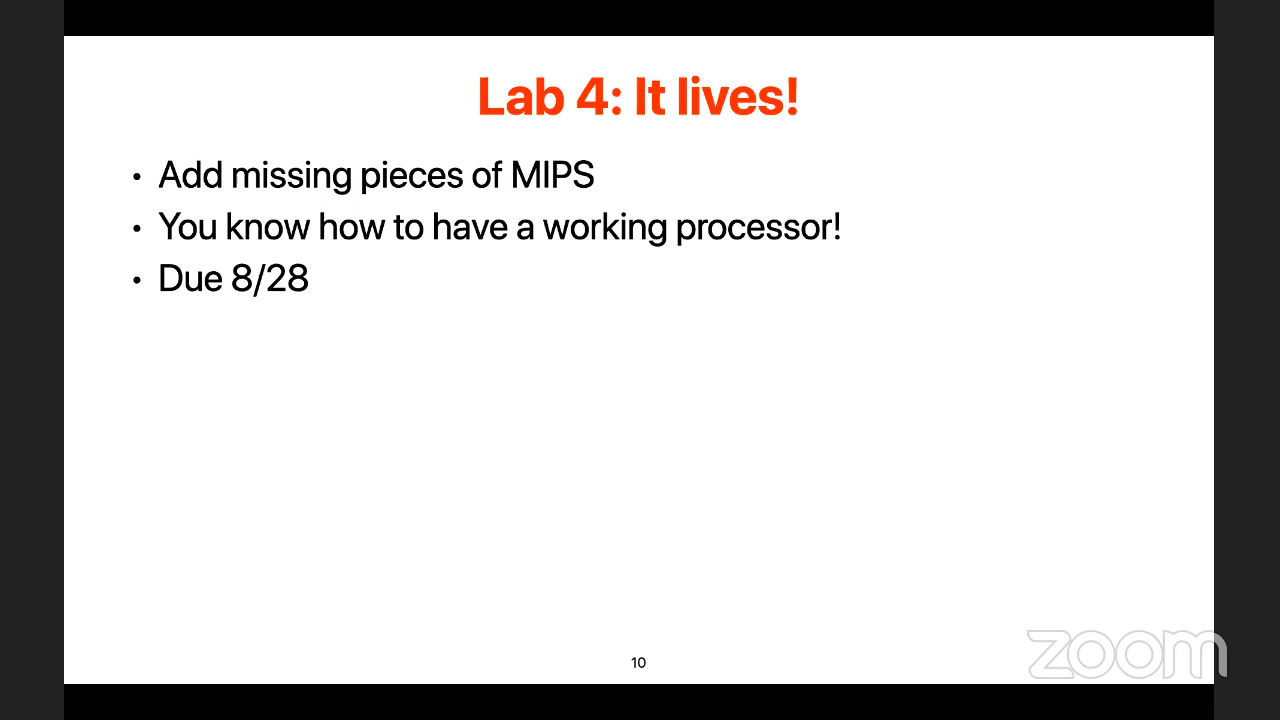 Lab 4: It lives!
• Add missing pieces of MIPS
• You know how to have a working processor!
• Due 8/28
10
zoom